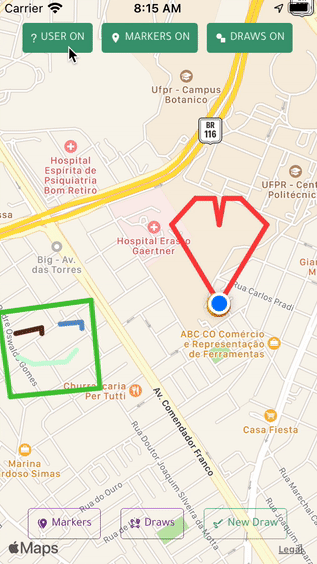 Carrier 8:15 AM
? USER ON
MARKERS ON
DRAWS ON
Ufpr - Campus
Botanico
BR
116
Hospital
Espírita de
Psiquiatria
Bom Retiro
UFPR - Cent
Politécnic
Hospital Erasto
Gaertner
Big - Av.
das Torres
Rua Carlos Pradi
ABC CO Comércio
e Representação
de Ferramentas
Churrascaria
Per Tutti
Av. Comendador Franco
Casa Fiesta
Marina
rdoso Simas
Rua do Ouro
Rua Doutor Joaquim Silveira da Motta
Markers
Draws
New Draw
Maps
Legal